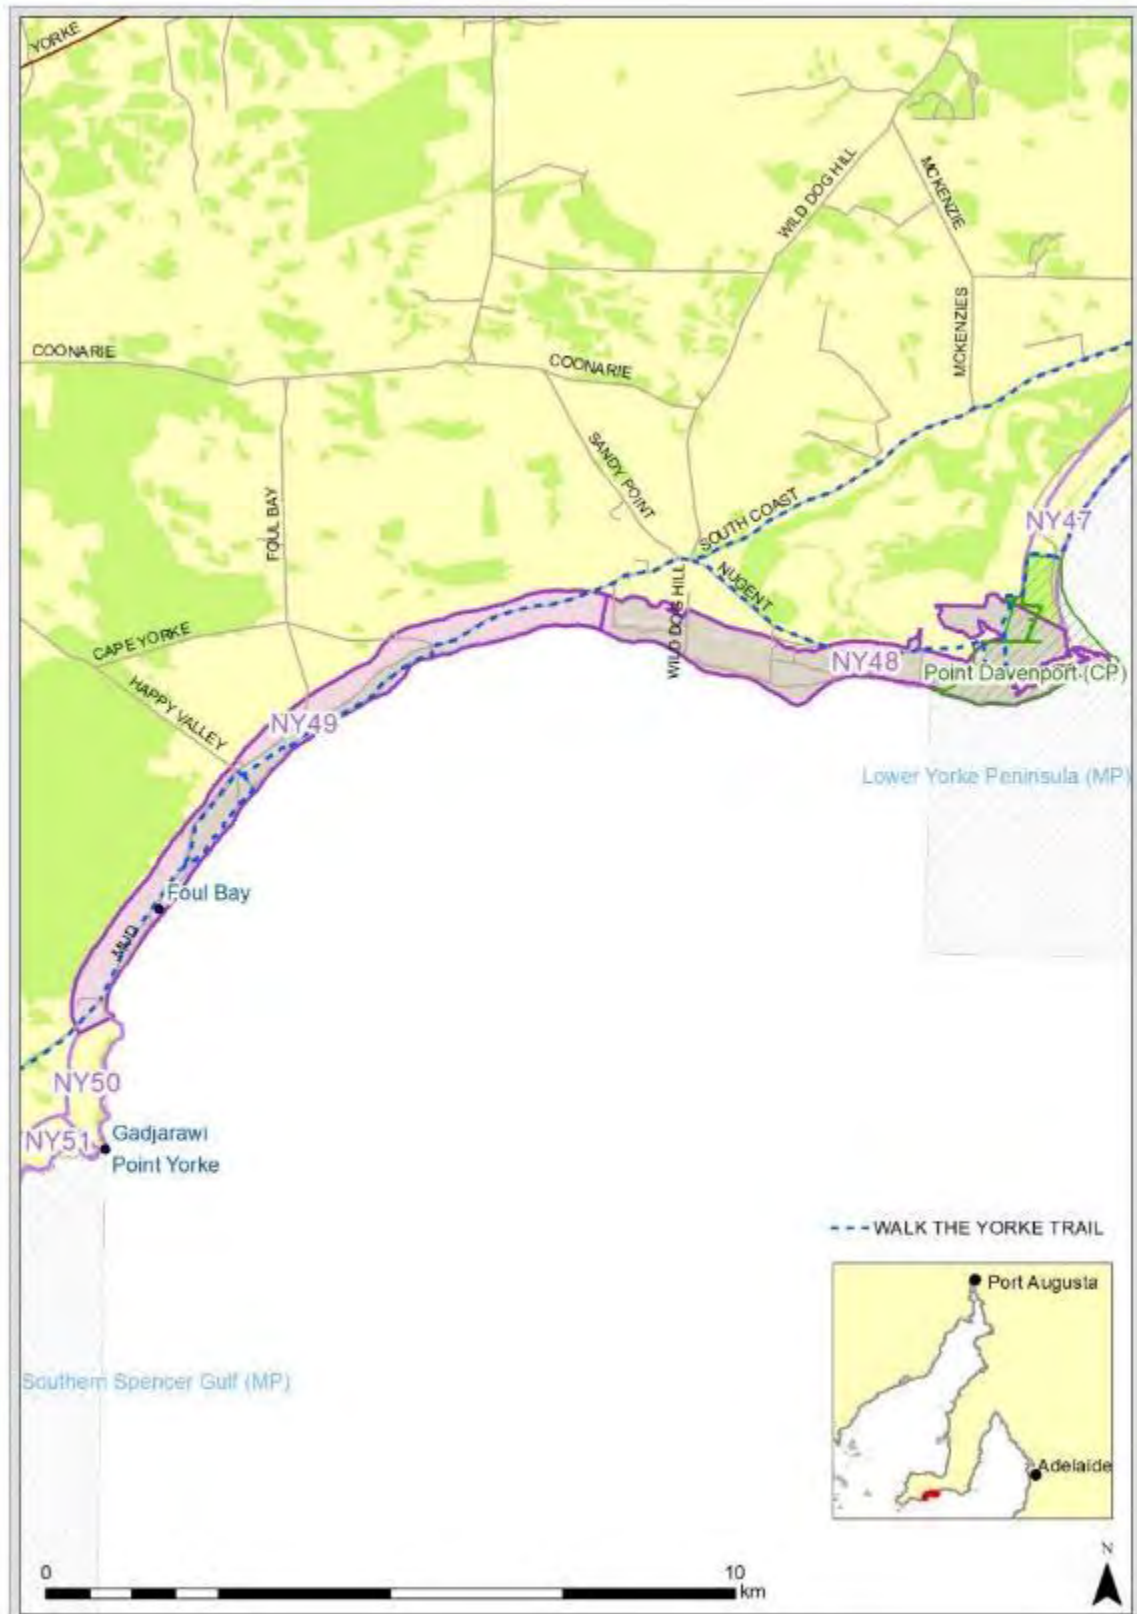 YORKE
WILD DOG HILL
MCKENZIE
MCKENZIES
COONARIE
COONARIE
SANDY POINT
FOUL BAY
SOUTH COAST
NY47
NUGENT
WILD DOG HILL
CAPE YORKE
HAPPY VALLEY
NY48
Point Davenport (CP)
NY49
Lower Yorke Peninsula (MP)
Foul Bay
MUD
NY50
NY51
Gadjarawi
Point Yorke
WALK THE YORKE TRAIL
Port Augusta
Southern Spencer Gulf (MP)
Adelaide
N
0 10
km